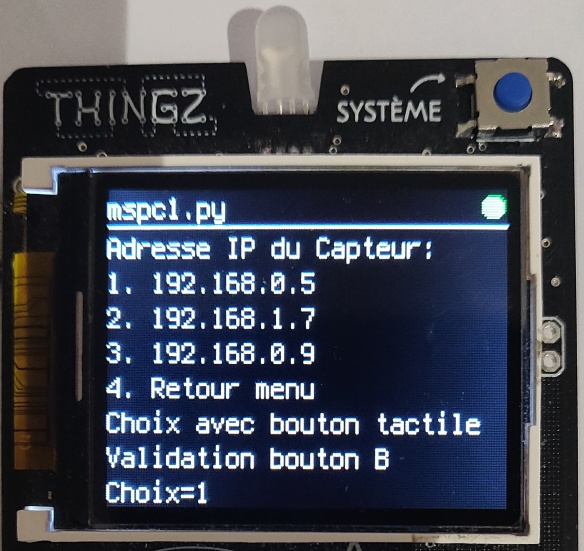 THINGZ
SYSTÈME
mspc1.py
Adresse IP du Capteur:
1. 192.168.0.5
2. 192.168.1.7
3. 192.168.0.9
4. Retour menu
Choix avec bouton tactile
Validation bouton B
Choix=1